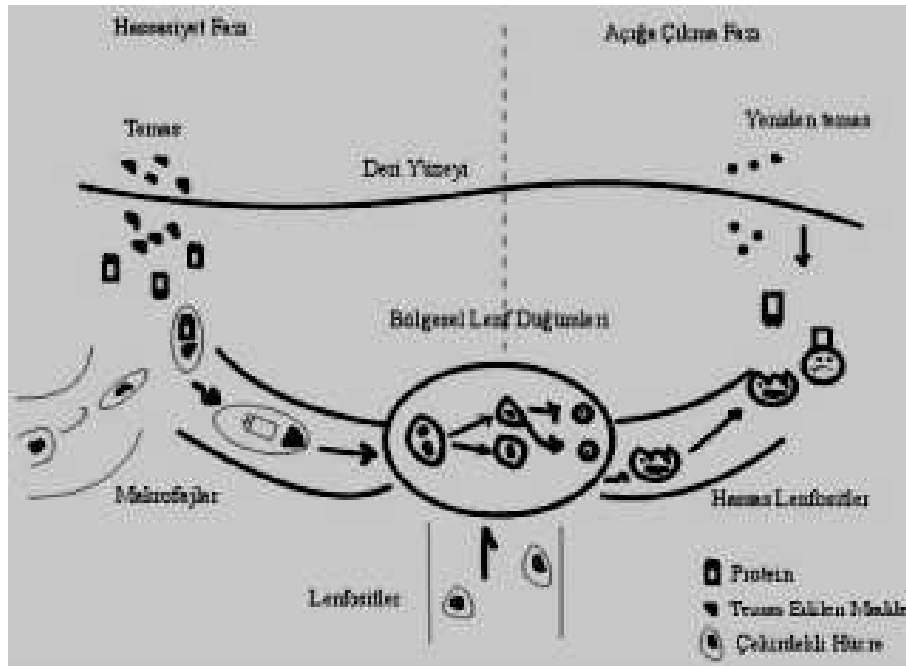 Hassasiyet Fazı
Açığa Çıkma Fazı
Temas
Yeniden temas
Deri Yüzeyi
Bölgesel Lenf Düğümleri
Makrofajlar
Hassas Lenfositler
Lenfositler
Protein
Temas Edilen Madde
Çekirdekli Hücre